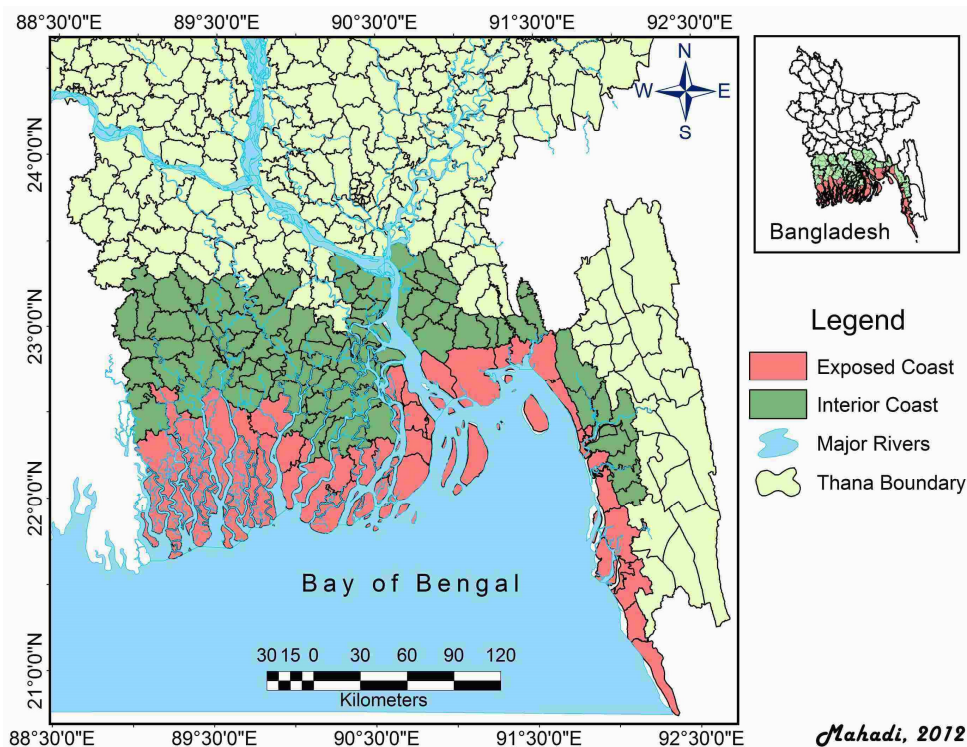 88°30'0"E 89°30'0"E 90°30'0"E 91°30'0"E 92°30'0"E
N
W E
S
24°0'0"N
23°0'0"N
22°0'0"N
21°0'0"N
Bangladesh
Legend
Exposed Coast
Interior Coast
Major Rivers
Thana Boundary
Bay of Bengal
30 15 0 30 60 90 120
Kilometers
88°30'0"E 89°30'0"E 90°30'0"E 91°30'0"E 92°30'0"E
Mahadi, 2012